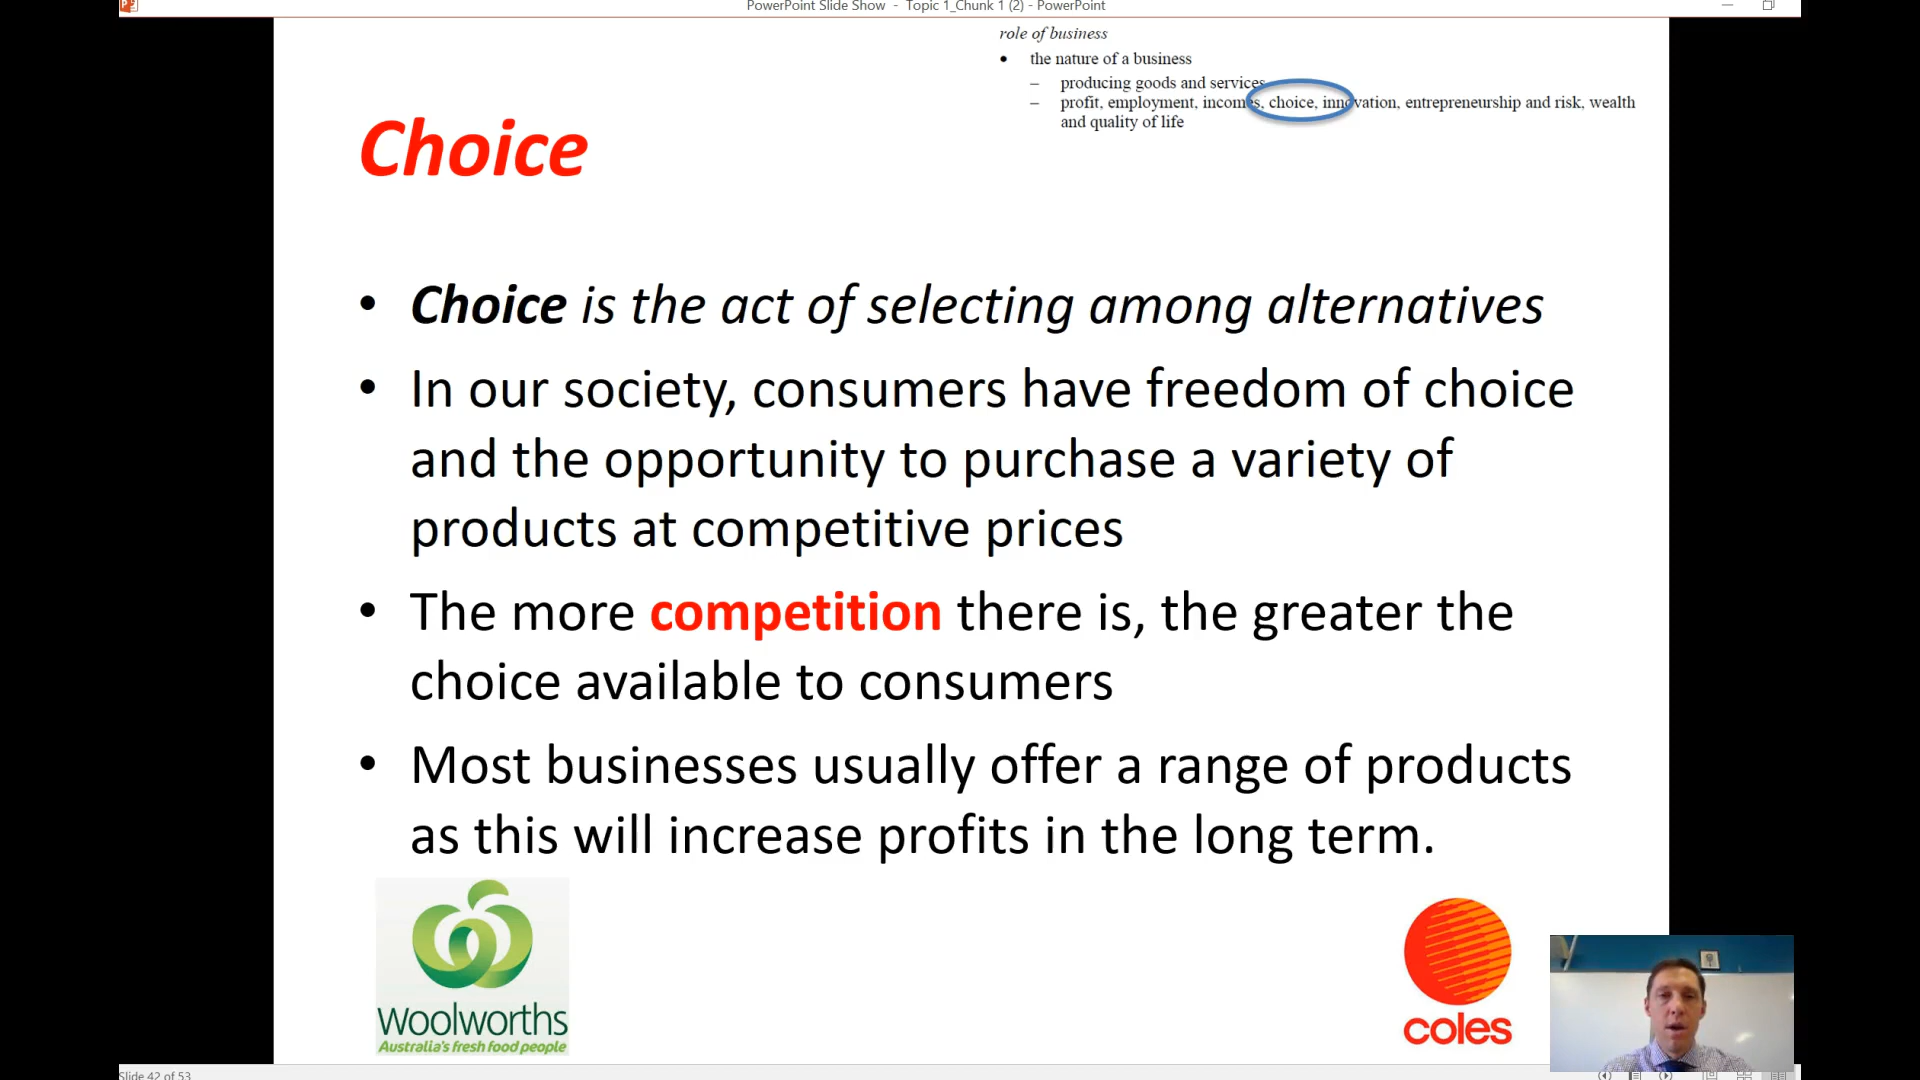 PowerPoint Slide Show - Topic 1_Chunk 1 (2) - PowerPoint
role of business
• the nature of a business
– producing goods and services
– profit, employment, incomes, choice, innovation, entrepreneurship and risk, wealth
and quality of life
Choice
• Choice is the act of selecting among alternatives
• In our society, consumers have freedom of choice
and the opportunity to purchase a variety of
products at competitive prices
• The more competition there is, the greater the
choice available to consumers
• Most businesses usually offer a range of products
as this will increase profits in the long term.
Woolworths
Australia's fresh food people
coles
Slide 42 of 53